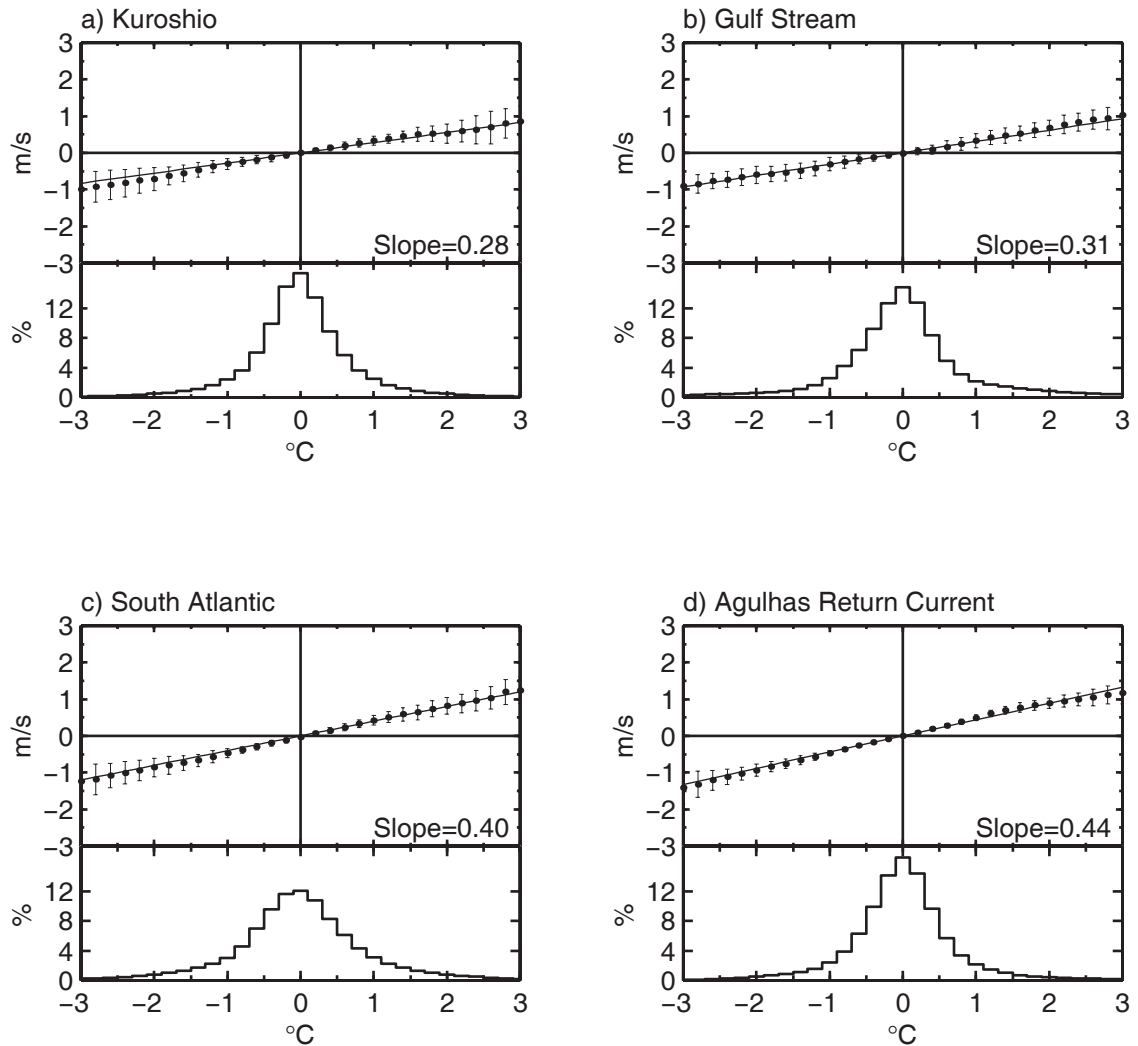 a) Kuroshio
3
2
1
0
−1
−2
−3
m/s
Slope=0.28
12
8
4
0
%
−3 −2 −1 0 1 2 3
°C
b) Gulf Stream
3
2
1
0
−1
−2
−3
m/s
Slope=0.31
12
8
4
0
%
−3 −2 −1 0 1 2 3
°C
c) South Atlantic
3
2
1
0
−1
−2
−3
m/s
Slope=0.40
12
8
4
0
%
−3 −2 −1 0 1 2 3
°C
d) Agulhas Return Current
3
2
1
0
−1
−2
−3
m/s
Slope=0.44
12
8
4
0
%
−3 −2 −1 0 1 2 3
°C